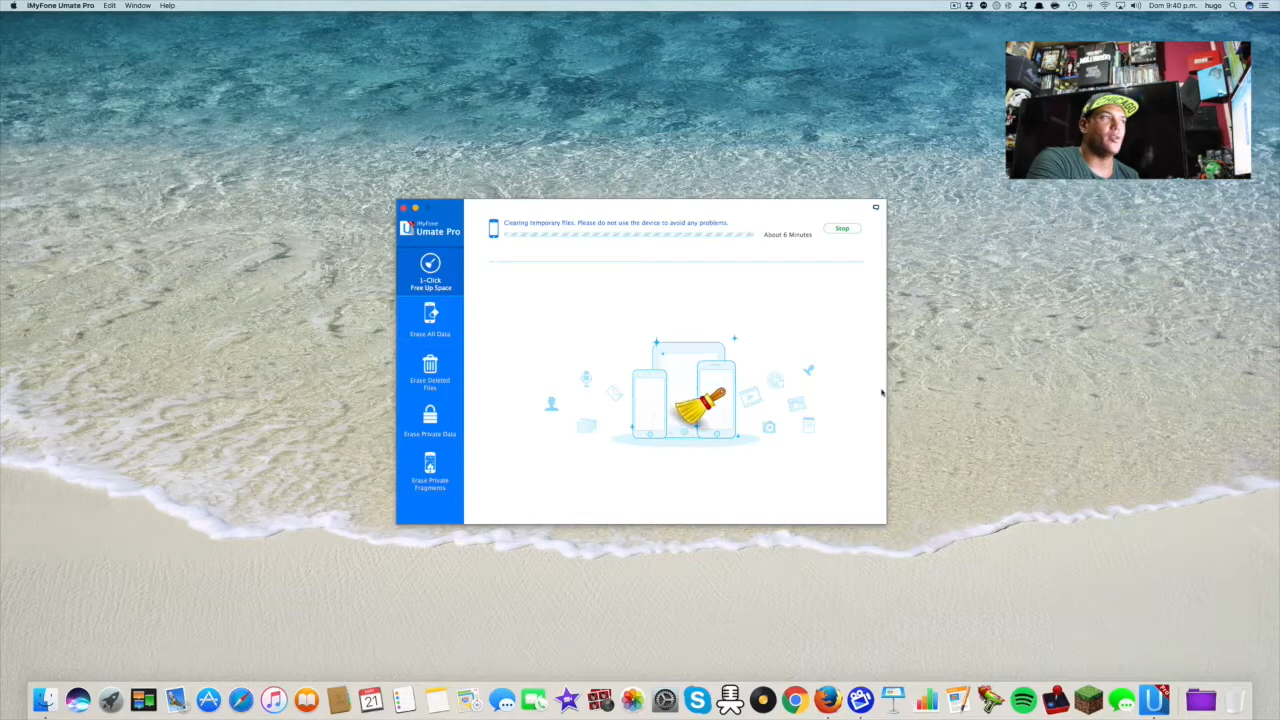 iMyFone Umate Pro Edit Window Help
Dom 9:40 p.m. hugo
CHICAGO
iMyFone
Umate Pro
Clearing temporary files. Please do not use the device to avoid any problems.
About 6 Minutes
Stop
1-Click
Free Up Space
Erase All Data
Erase Deleted
Files
Erase Private Data
Erase Private
Fragments
21
Pro